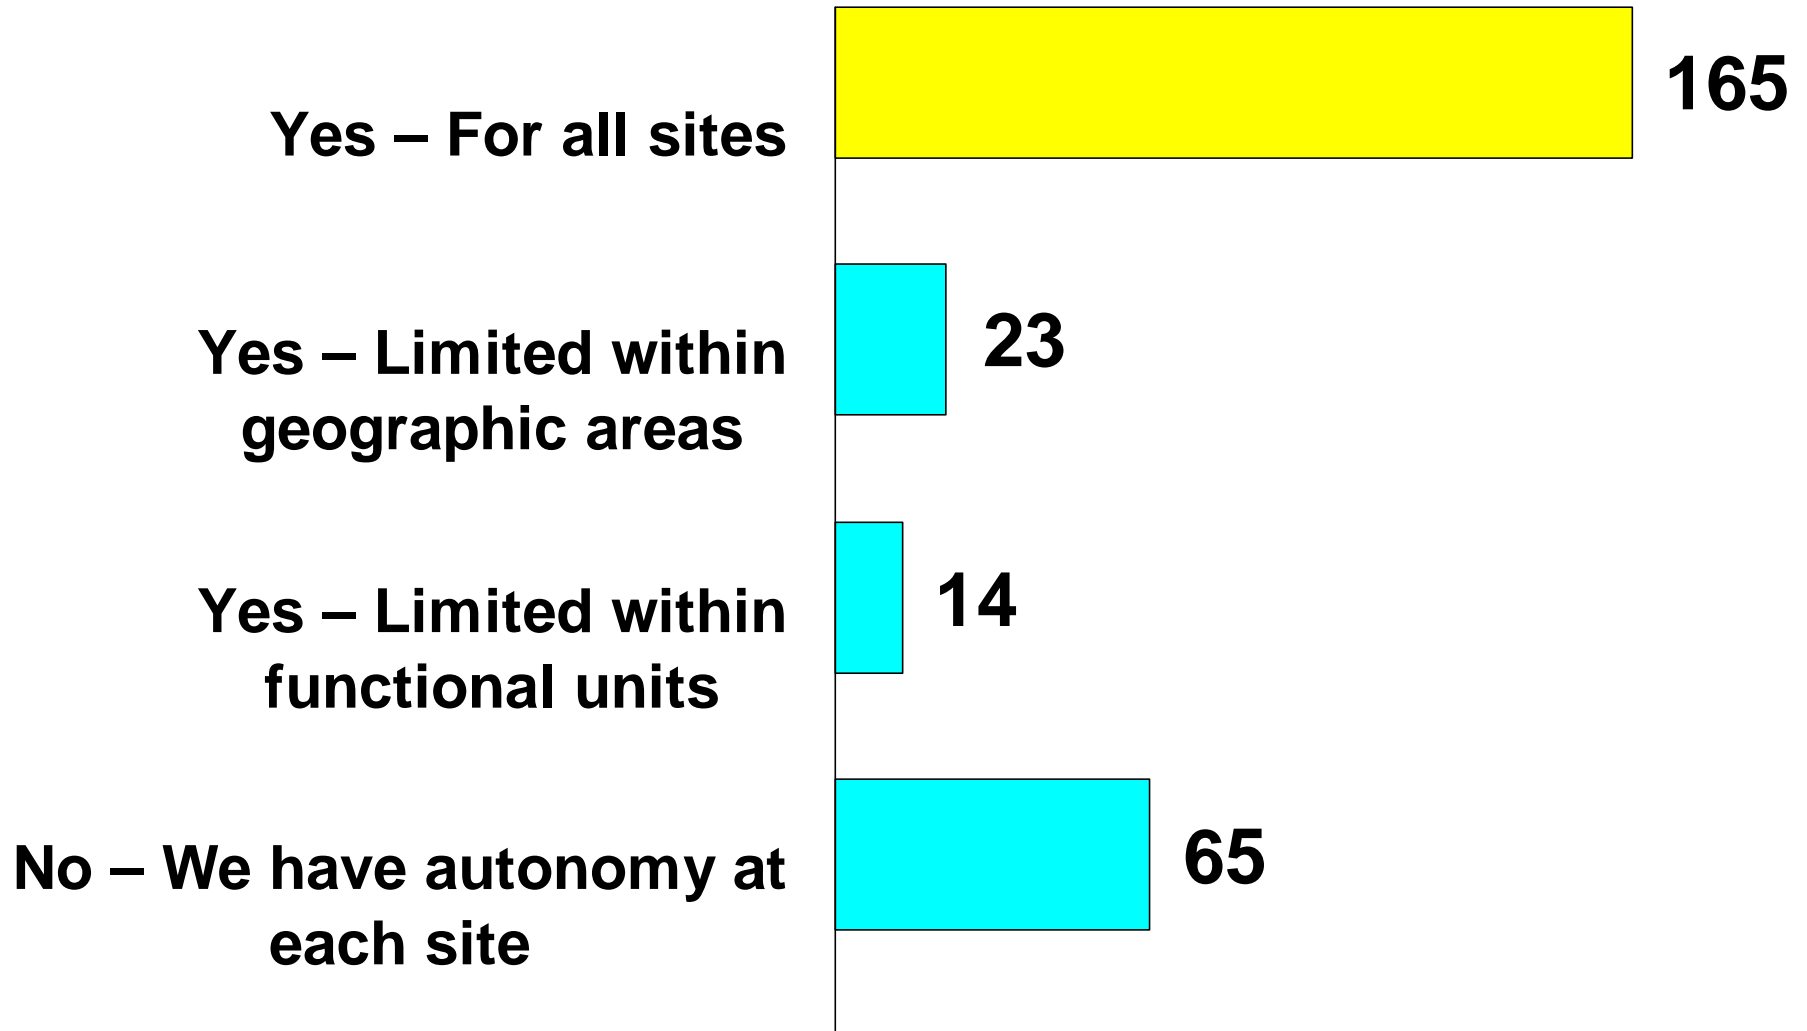 165
Yes – For all sites
23
Yes – Limited within
geographic areas
14
Yes – Limited within
functional units
65
No – We have autonomy at
each site